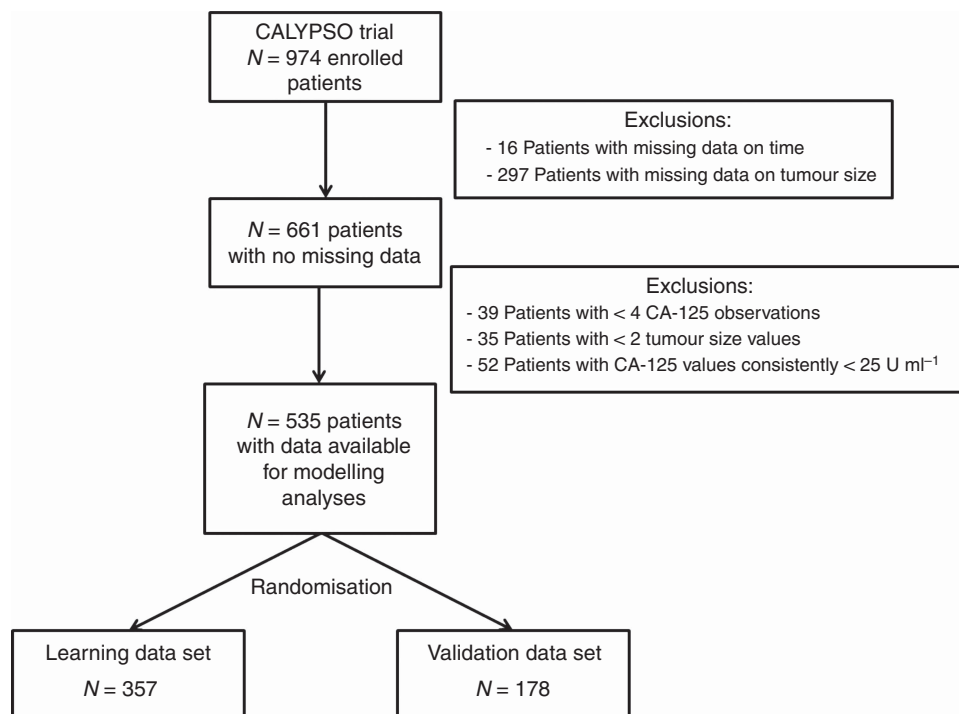 CALYPSO trial
N = 974 enrolled
patients
Exclusions:
- 16 Patients with missing data on time
- 297 Patients with missing data on tumour size
N = 661 patients
with no missing data
Exclusions:
- 39 Patients with < 4 CA-125 observations
- 35 Patients with < 2 tumour size values
- 52 Patients with CA-125 values consistently < 25 U ml⁻¹
N = 535 patients
with data available
for modelling
analyses
Randomisation
Learning data set
N = 357
Validation data set
N = 178